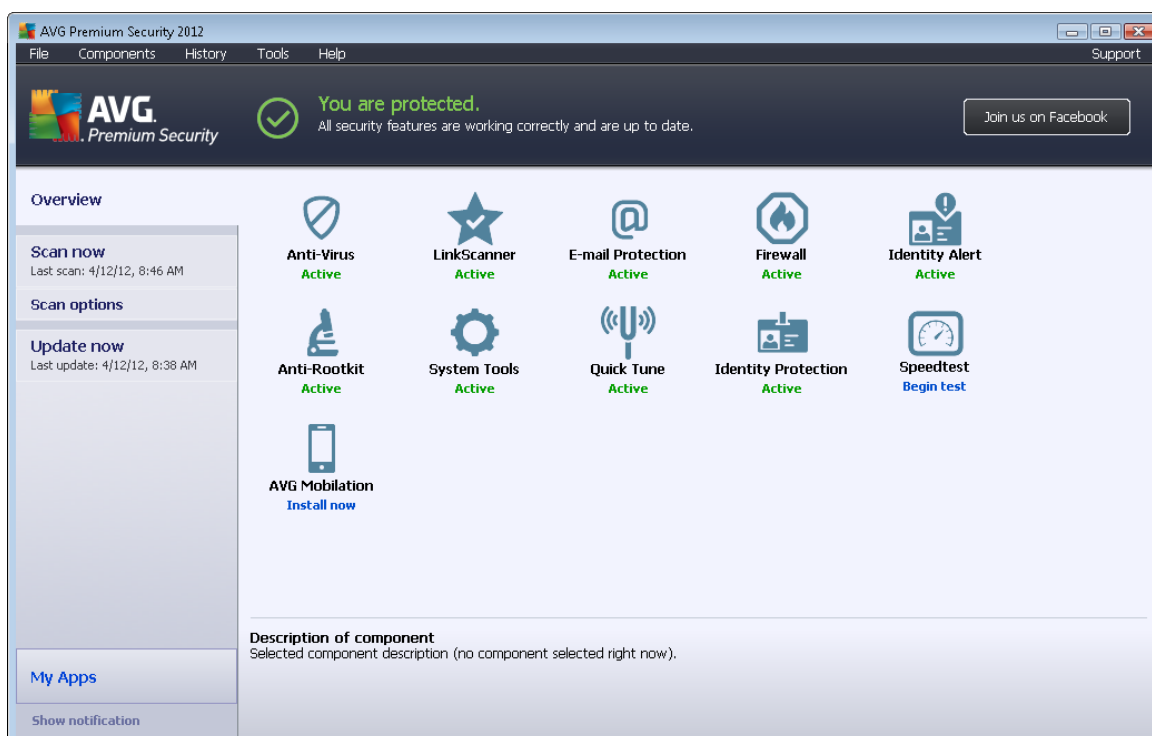 AVG Premium Security 2012
File Components History Tools Help Support
AVG.
Premium Security
You are protected.
All security features are working correctly and are up to date.
Join us on Facebook
Overview
Scan now
Last scan: 4/12/12, 8:46 AM
Scan options
Update now
Last update: 4/12/12, 8:38 AM
My Apps
Show notification
Anti-Virus LinkScanner E-mail Protection Firewall Identity Alert
Active Active Active Active Active
Anti-Rootkit System Tools Quick Tune Identity Protection Speedtest
Active Active Active Active Begin test
AVG Mobilation
Install now
Description of component
Selected component description (no component selected right now).